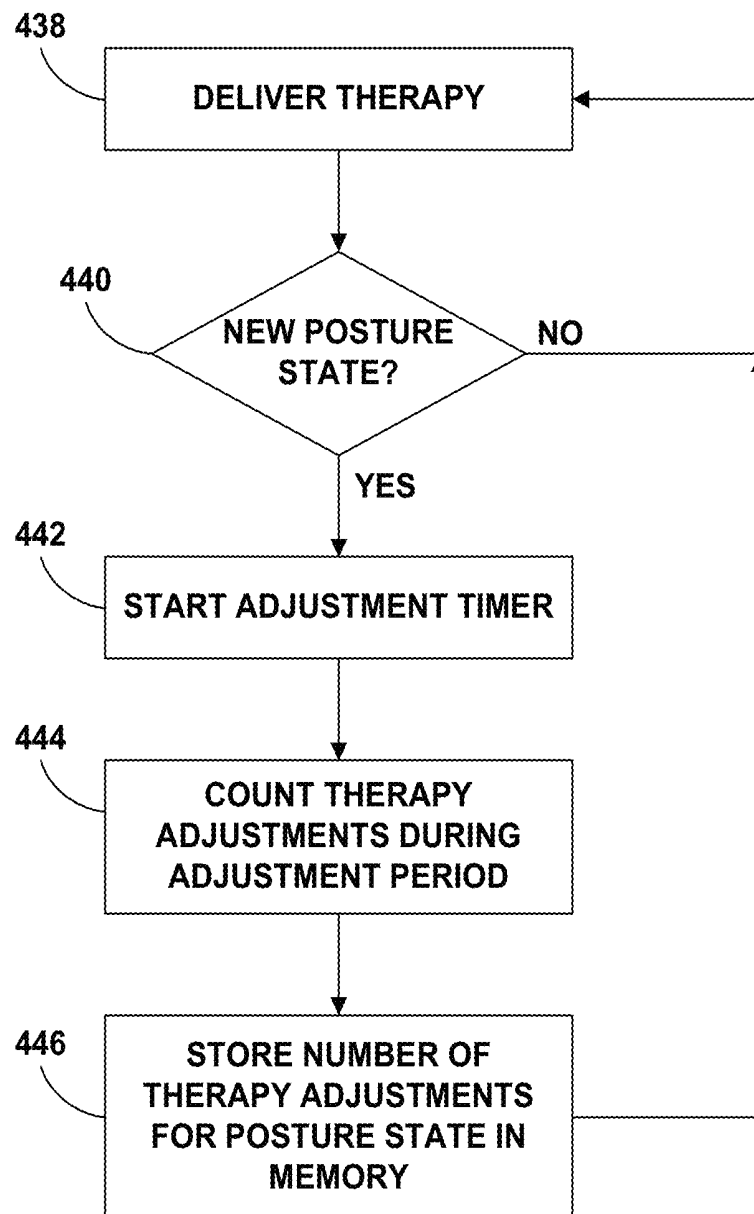 438
DELIVER THERAPY
440
NEW POSTURE
STATE?
NO
YES
442
START ADJUSTMENT TIMER
444
COUNT THERAPY
ADJUSTMENTS DURING
ADJUSTMENT PERIOD
446
STORE NUMBER OF
THERAPY ADJUSTMENTS
FOR POSTURE STATE IN
MEMORY